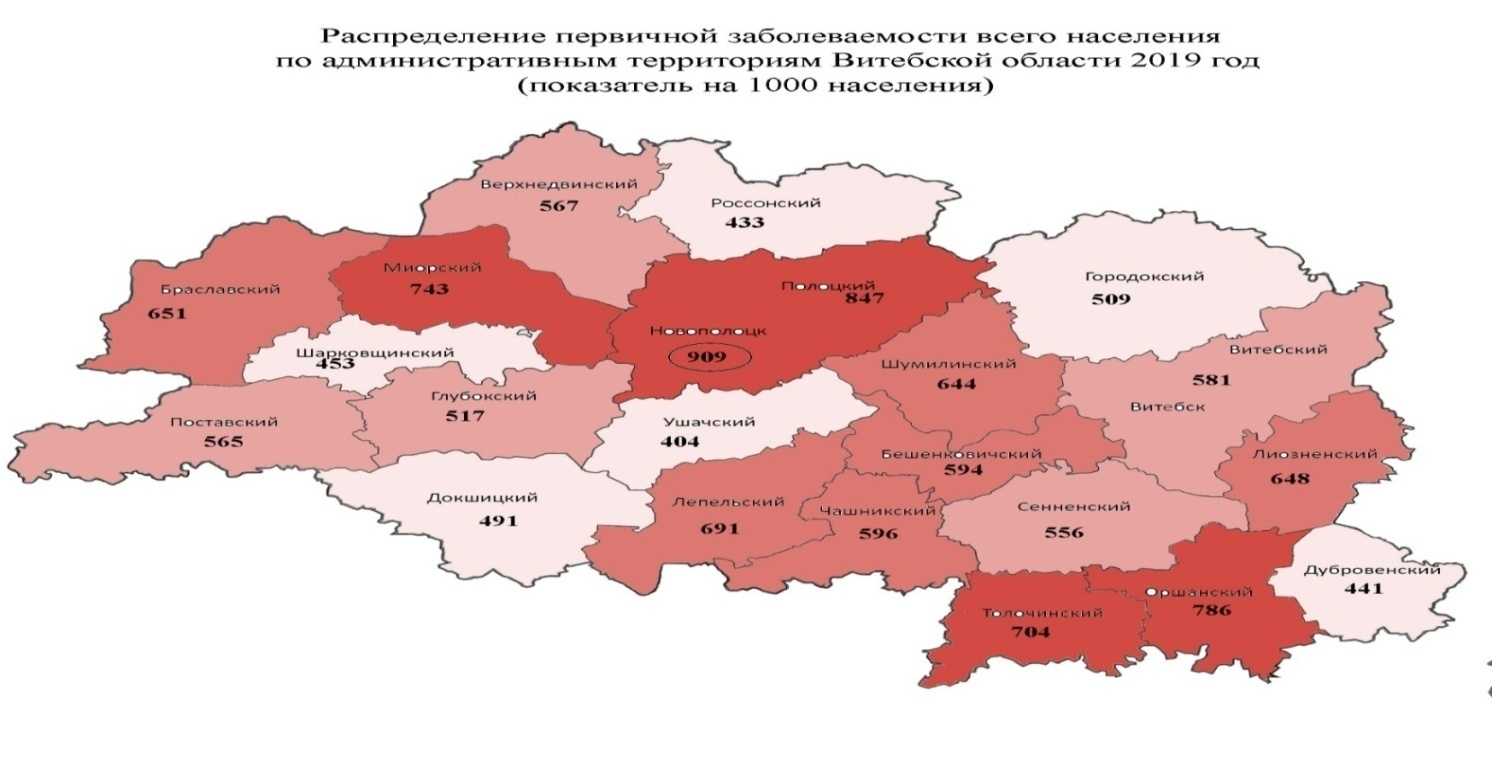 Распределение первичной заболеваемости всего населения
по административным территориям Витебской области 2019 год
(показатель на 1000 населения)
Верхнедвинский
567
Россонский
433
Миорский
743
Браславский
651
Полоцкий
847
Городокский
509
Новополоцк
909
Шарковщинский
453
Шумилинский
644
Витебский
581
Витебск
Глубокский
517
Поставский
565
Ушачский
404
Бешенковичский
594
Лиозненский
648
Докшицкий
491
Лепельский
691
Чашникский
596
Сенненский
556
Дубровенский
441
Оршанский
786
Толочинский
704